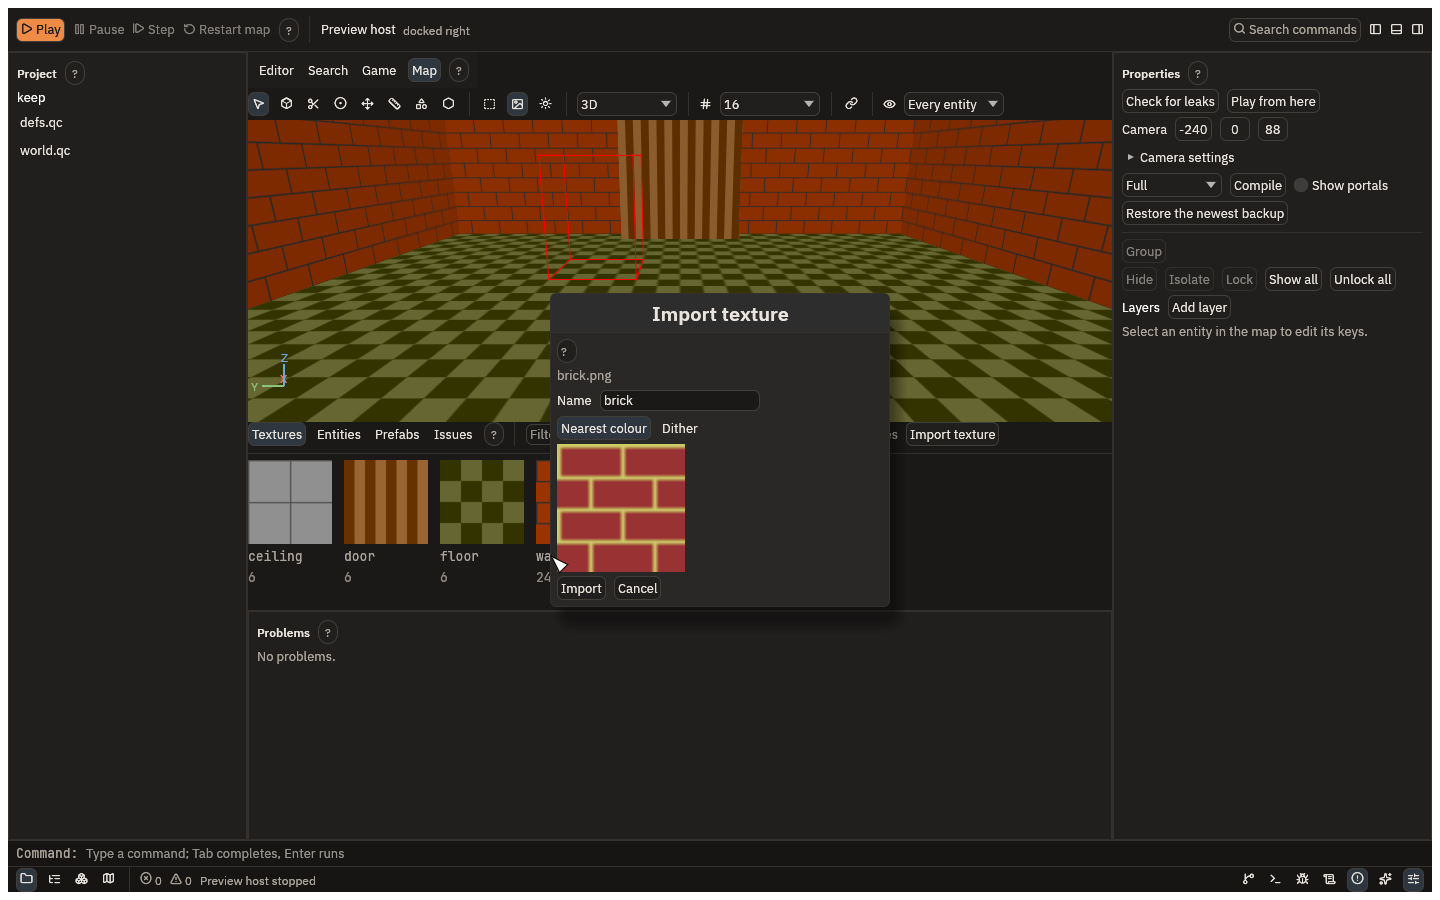 Play Pause Step Restart map ? Preview host docked right Search commands
Project ?
keep
defs.qc
world.qc
Editor Search Game Map ?
3D # 16 Every entity
Z
Y X
Properties ?
Check for leaks Play from here
Camera -240 0 88
Camera settings
Full Compile Show portals
Restore the newest backup
Group
Hide Isolate Lock Show all Unlock all
Layers Add layer
Select an entity in the map to edit its keys.
Import texture
?
brick.png
Name brick
Nearest colour Dither
Import Cancel
Textures Entities Prefabs Issues ? Import texture
ceiling door floor
6 6 6 24
Problems ?
No problems.
Command: Type a command; Tab completes, Enter runs
0 0 Preview host stopped